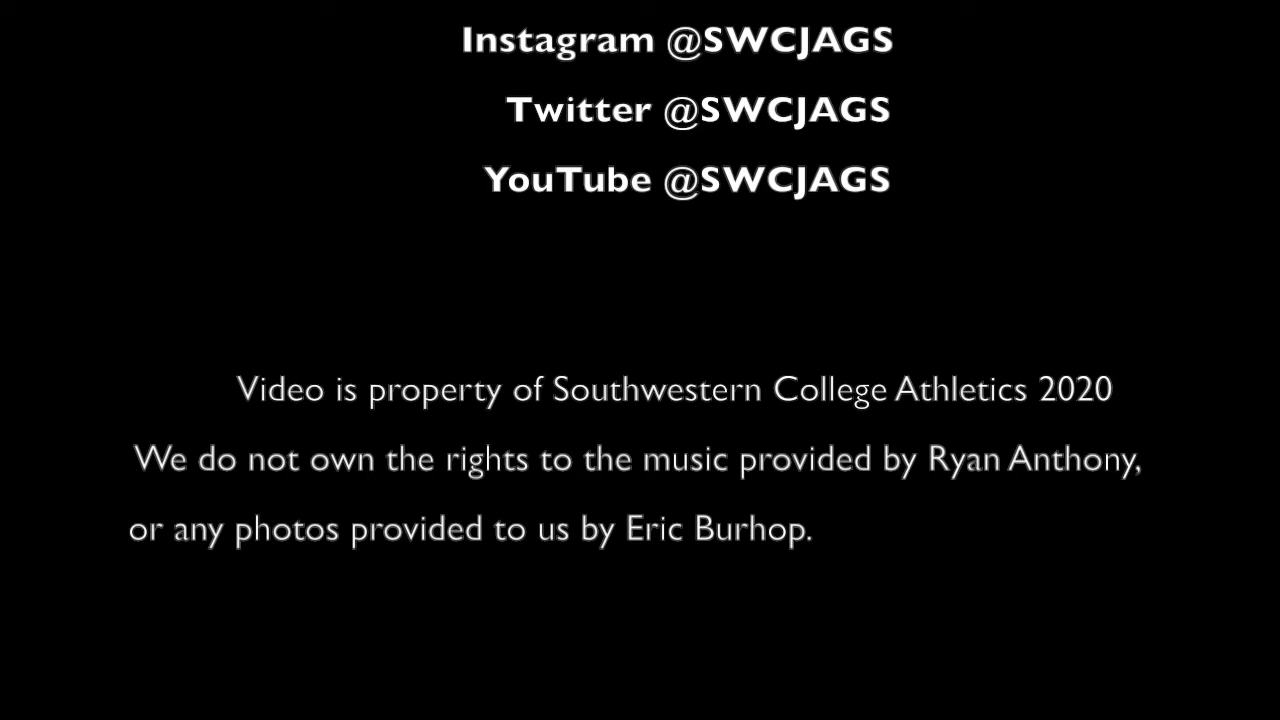 Instagram @SWCJAGS
Twitter @SWCJAGS
YouTube @SWCJAGS
Video is property of Southwestern College Athletics 2020
We do not own the rights to the music provided by Ryan Anthony,
or any photos provided to us by Eric Burhop.